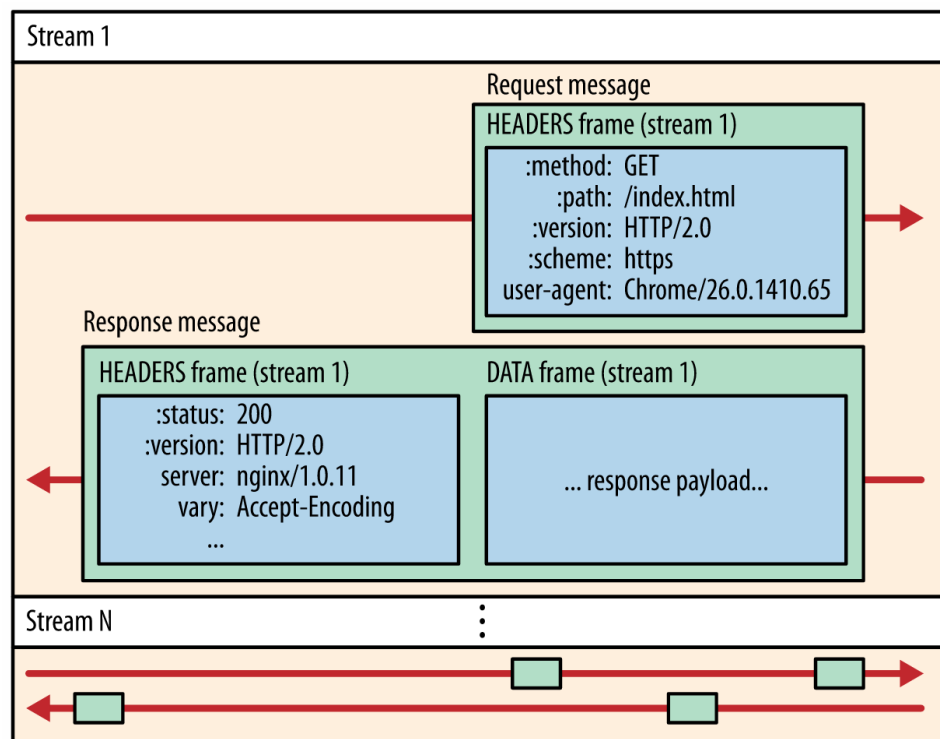 Stream 1
Request message
HEADERS frame (stream 1)
:method: GET
:path: /index.html
:version: HTTP/2.0
:scheme: https
user-agent: Chrome/26.0.1410.65
Response message
HEADERS frame (stream 1)
:status: 200
:version: HTTP/2.0
server: nginx/1.0.11
vary: Accept-Encoding
...
DATA frame (stream 1)
... response payload...
Stream N